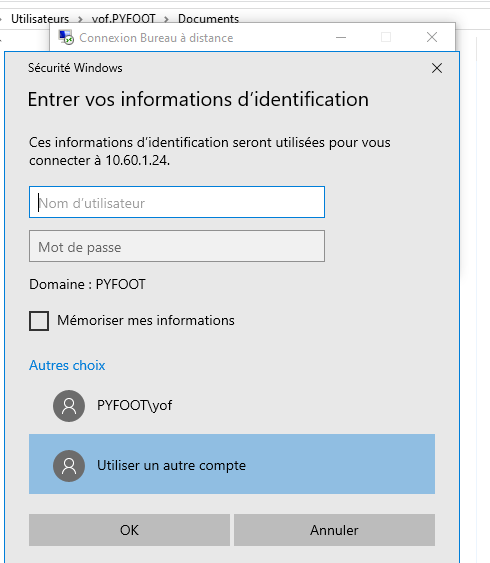 Utilisateurs > yof.PYFOOT > Documents
Connexion Bureau à distance
Sécurité Windows
Entrer vos informations d'identification
Ces informations d'identification seront utilisées pour vous
connecter à 10.60.1.24.
Nom d'utilisateur
Mot de passe
Domaine : PYFOOT
Mémoriser mes informations
Autres choix
PYFOOT\yof
Utiliser un autre compte
OK
Annuler